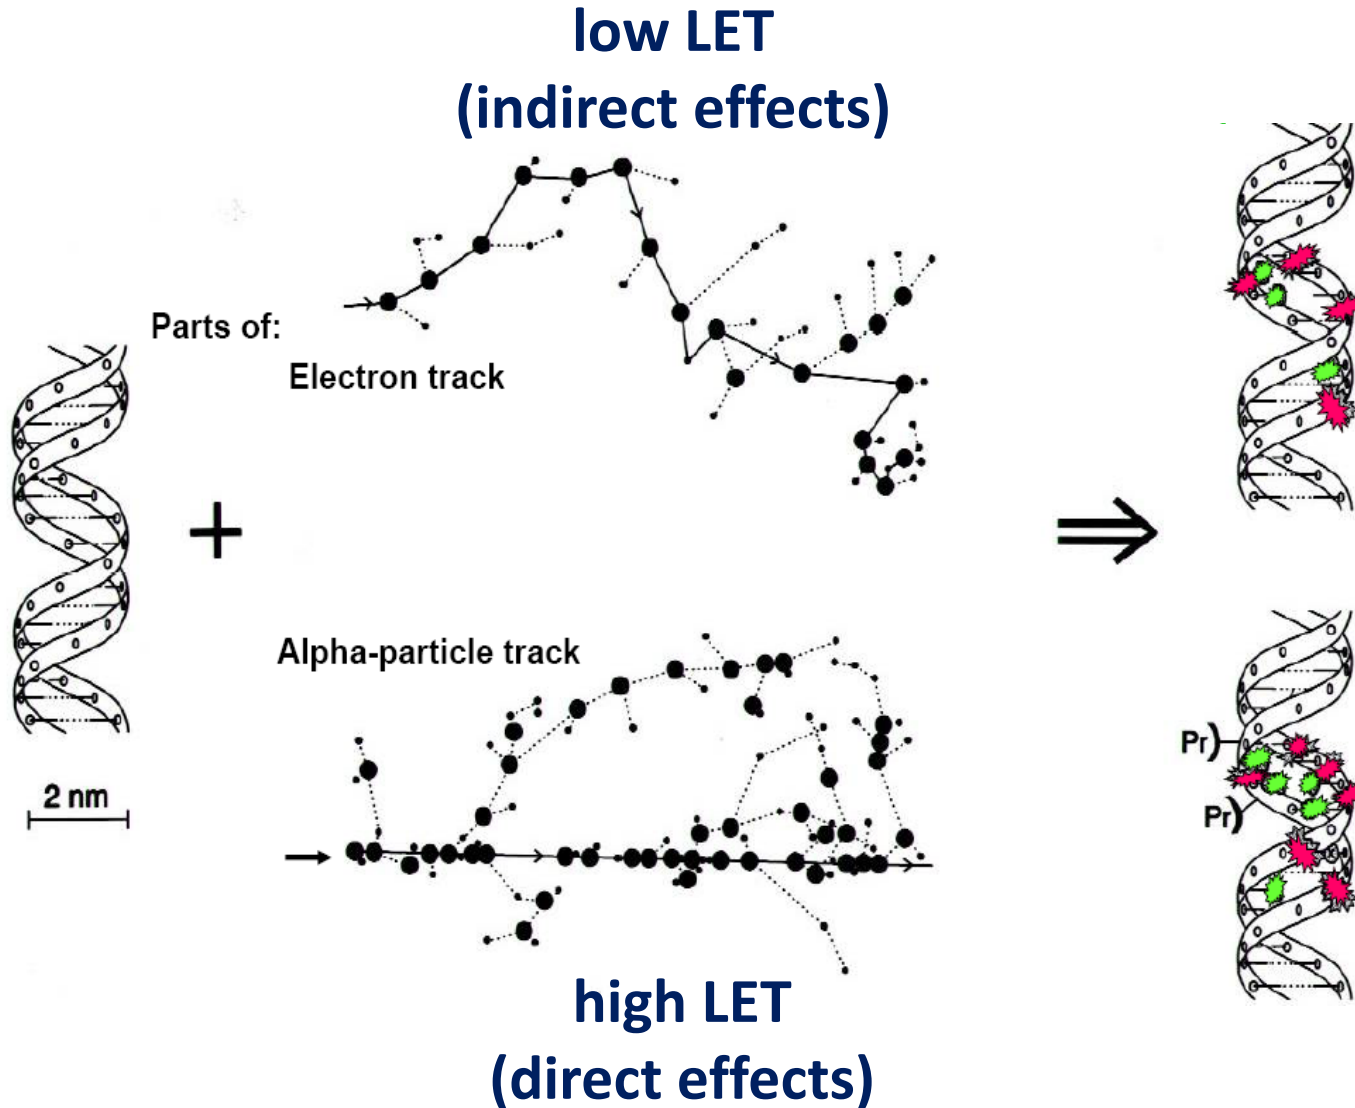 low LET
(indirect effects)
Parts of:
Electron track
+
Alpha-particle track
2 nm
Pr)
Pr)
high LET
(direct effects)